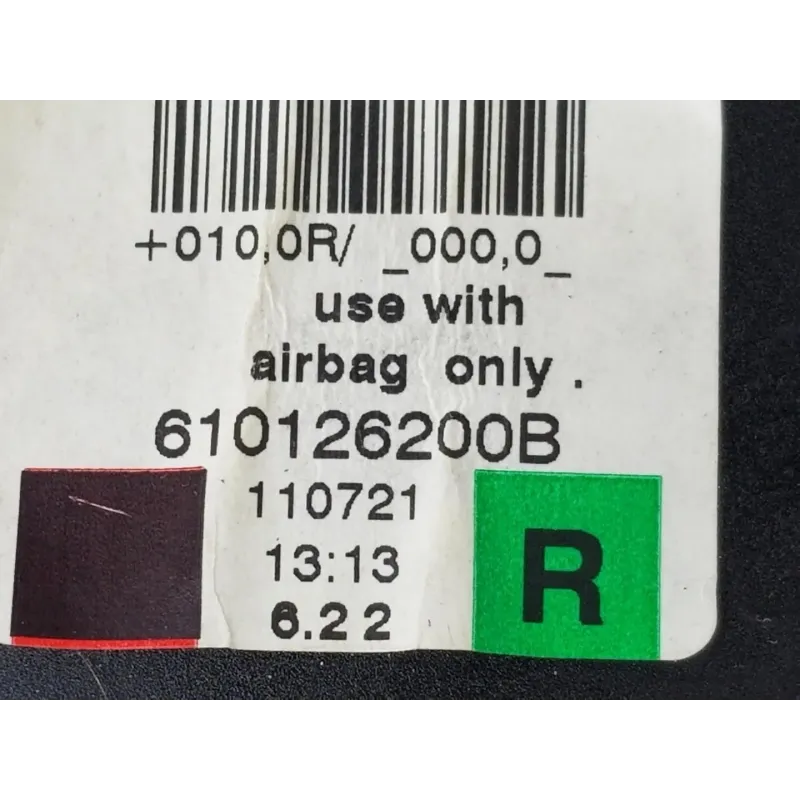 +010,0R/ _000,0_
use with
airbag only .
610126200B
110721
13:13
6.22
R